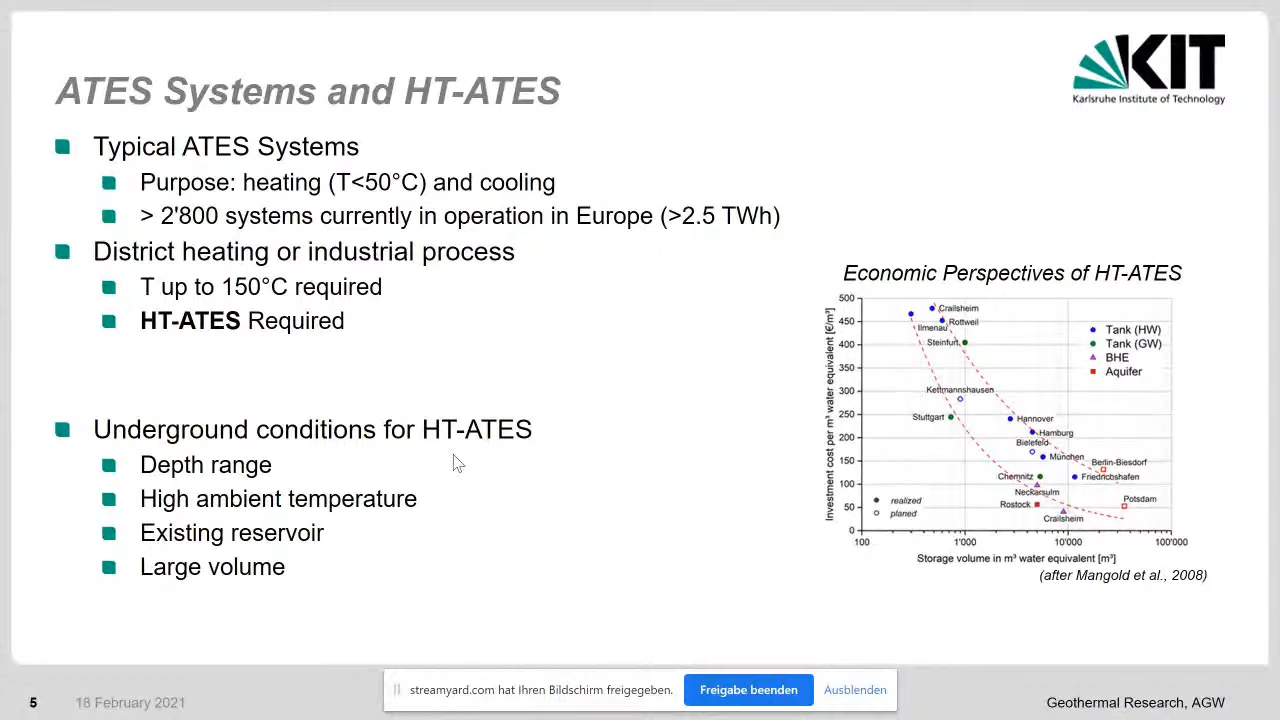 ATES Systems and HT-ATES
KIT
Karlsruhe Institute of Technology
Typical ATES Systems
Purpose: heating (T<50°C) and cooling
> 2'800 systems currently in operation in Europe (>2.5 TWh)
District heating or industrial process
T up to 150°C required
HT-ATES Required
Underground conditions for HT-ATES
Depth range
High ambient temperature
Existing reservoir
Large volume
Economic Perspectives of HT-ATES
Investment cost per m³ water equivalent [€/m³]
500
450
400
350
300
250
200
150
100
50
0
Crailsheim
Rottweil
Ilmenau
Steinfurt
Kettmannshausen
Stuttgart
Hannover
Hamburg
Bielefeld
München
Berlin-Biesdorf
Chemnitz
Friedrichshafen
Neckarsulm
Rostock
Potsdam
Crailsheim
Tank (HW)
Tank (GW)
BHE
Aquifer
realized
planed
100
1'000
10'000
100'000
Storage volume in m³ water equivalent [m³]
(after Mangold et al., 2008)
5
18 February 2021
streamyard.com hat Ihren Bildschirm freigegeben.
Freigabe beenden
Ausblenden
Geothermal Research, AGW